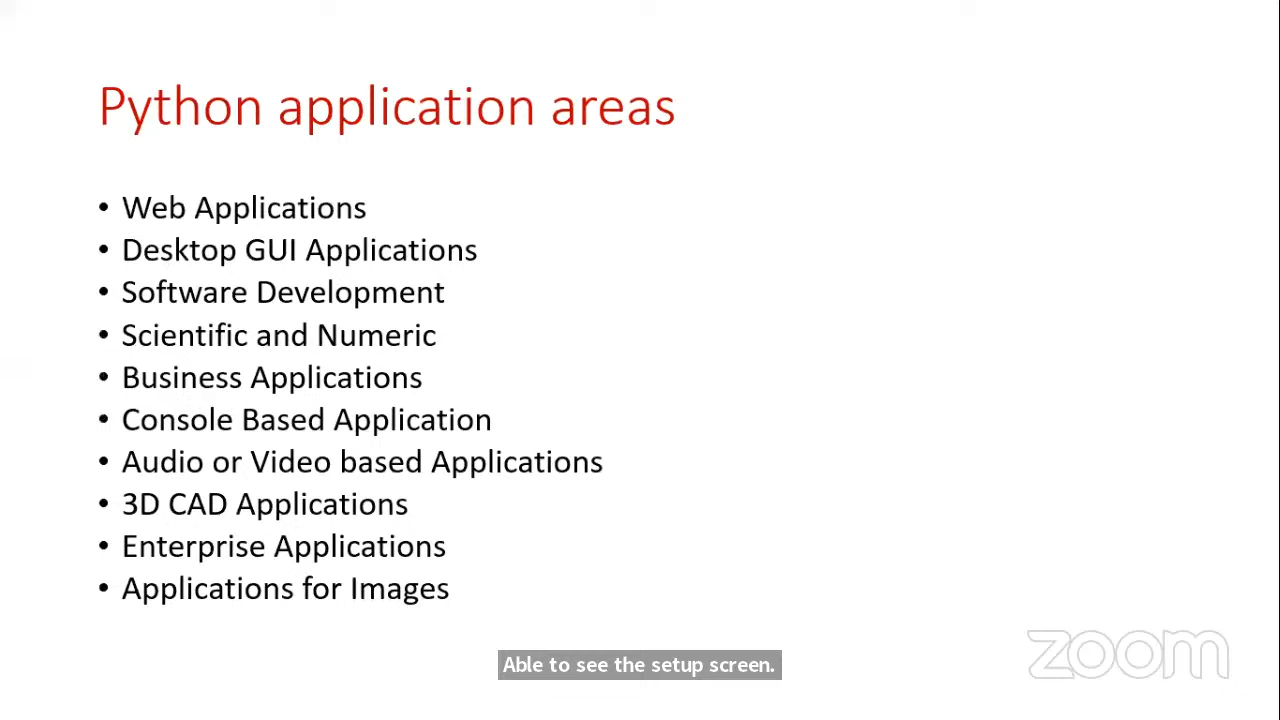 Python application areas
• Web Applications
• Desktop GUI Applications
• Software Development
• Scientific and Numeric
• Business Applications
• Console Based Application
• Audio or Video based Applications
• 3D CAD Applications
• Enterprise Applications
• Applications for Images
Able to see the setup screen.
zoom